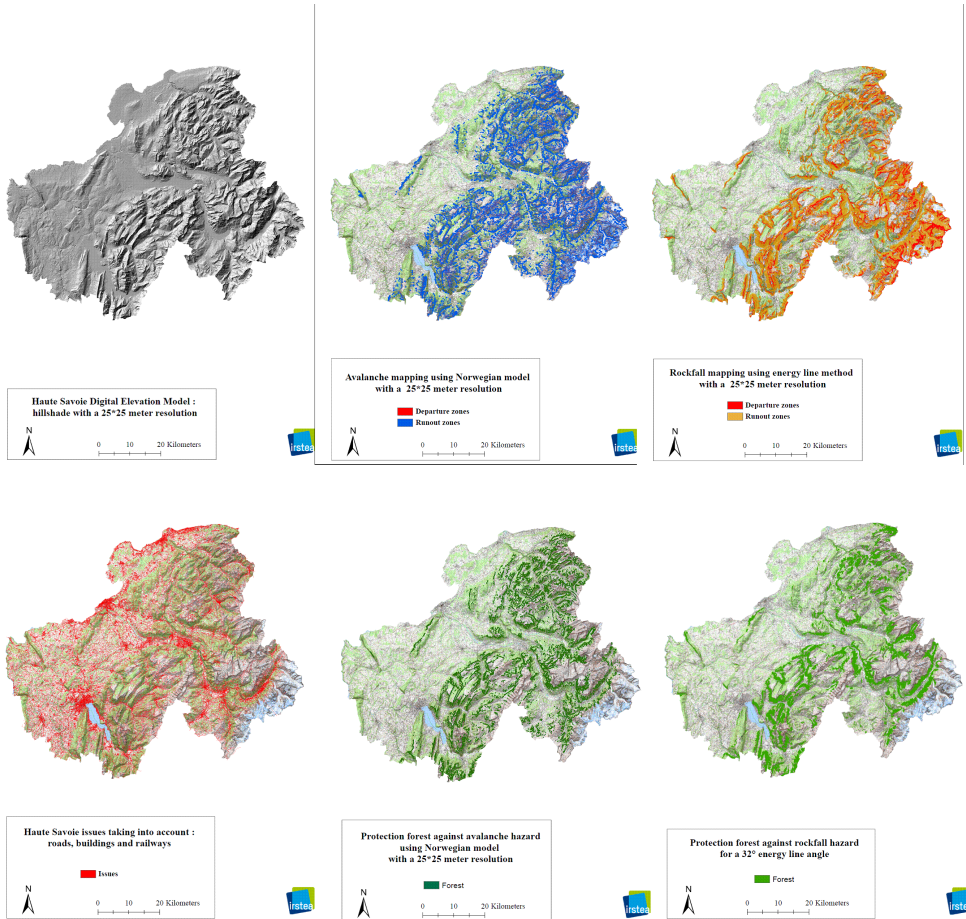 Haute Savoie Digital Elevation Model :
hillshade with a 25*25 meter resolution
N
0 10 20 Kilometers
irstea
Avalanche mapping using Norwegian model
with a 25*25 meter resolution
Departure zones
Runout zones
N
0 10 20 Kilometers
irstea
Rockfall mapping using energy line method
with a 25*25 meter resolution
Departure zones
Runout zones
N
0 10 20 Kilometers
irstea
Haute Savoie issues taking into account :
roads, buildings and railways
Issues
N
0 10 20 Kilometers
irstea
Protection forest against avalanche hazard
using Norwegian model
with a 25*25 meter resolution
Forest
N
0 10 20 Kilometers
irstea
Protection forest against rockfall hazard
for a 32° energy line angle
Forest
N
0 10 20 Kilometers
irste